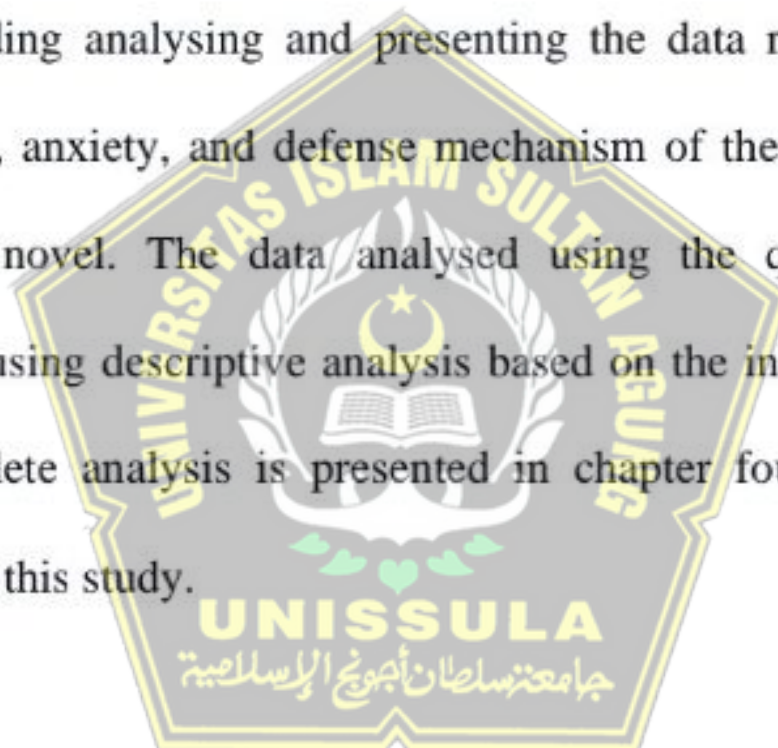 ding analysing and presenting the data
, anxiety, and defense mechanism of the
novel. The data analysed using the
using descriptive analysis based on the in
lete analysis is presented in chapter fou
this study.
UNIVERSITAS ISLAM SULTAN AGUNG
UNISSULA
جامعتنسلطان أجونج الإسلامية